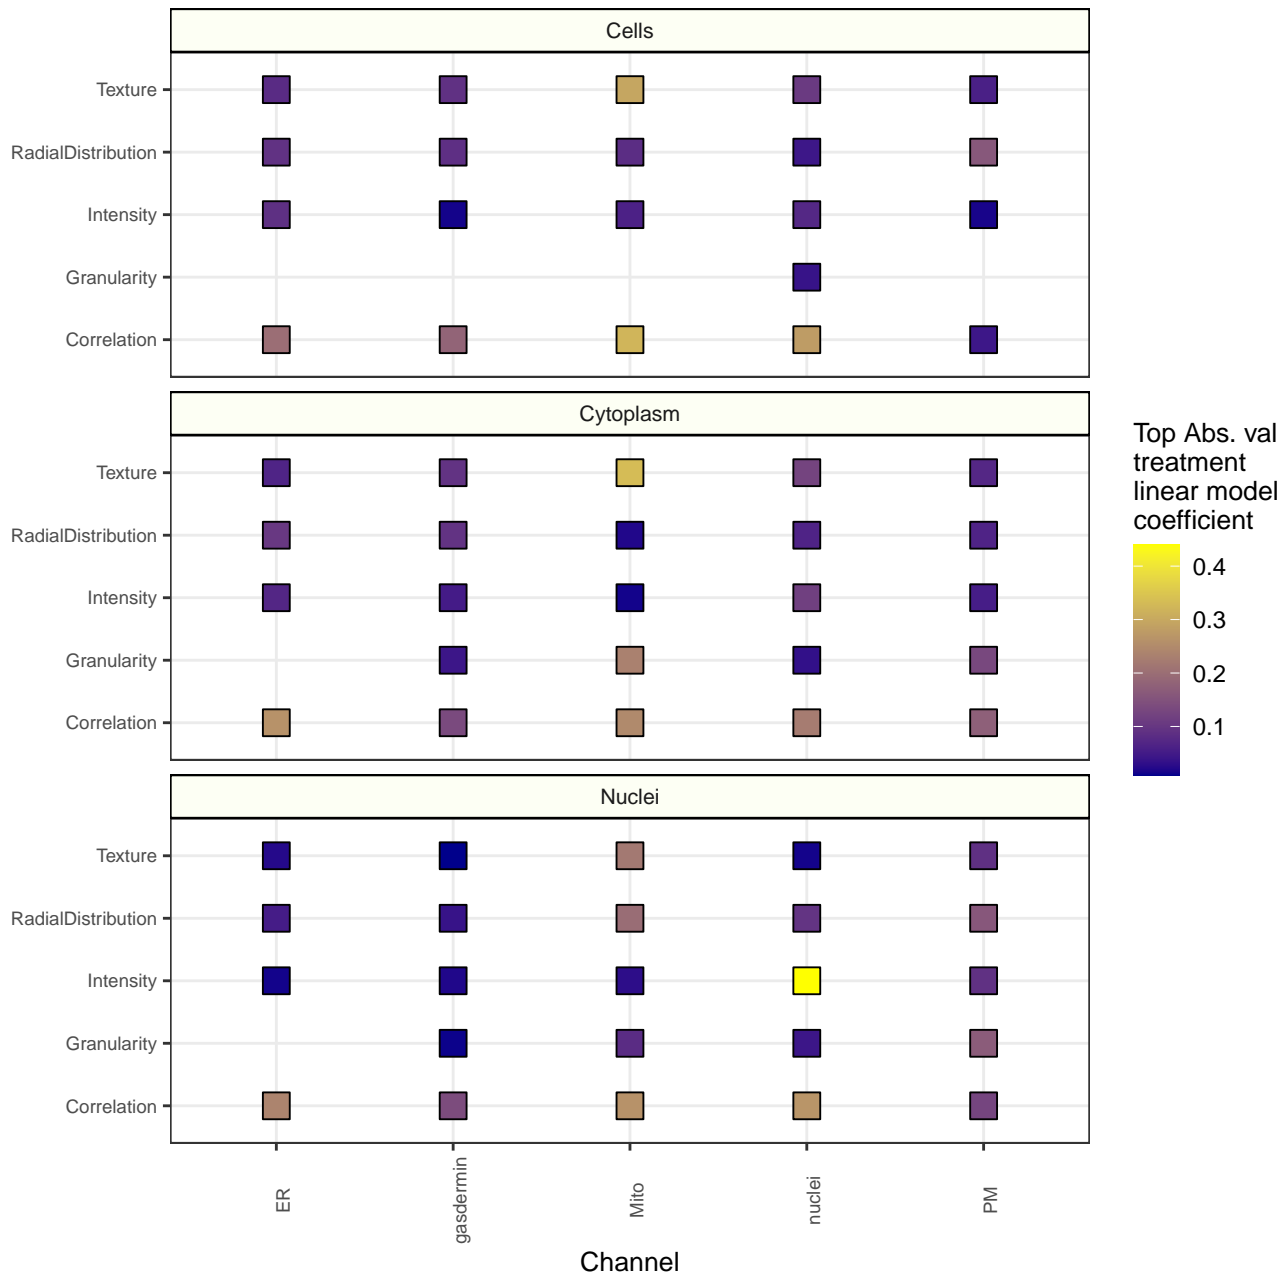 Cells
Texture
RadialDistribution
Intensity
Granularity
Correlation
Cytoplasm
Texture
RadialDistribution
Intensity
Granularity
Correlation
Nuclei
Texture
RadialDistribution
Intensity
Granularity
Correlation
ER
gasdermin
Mito
nuclei
PM
Channel
Top Abs. val
treatment
linear model
coefficient
0.4
0.3
0.2
0.1